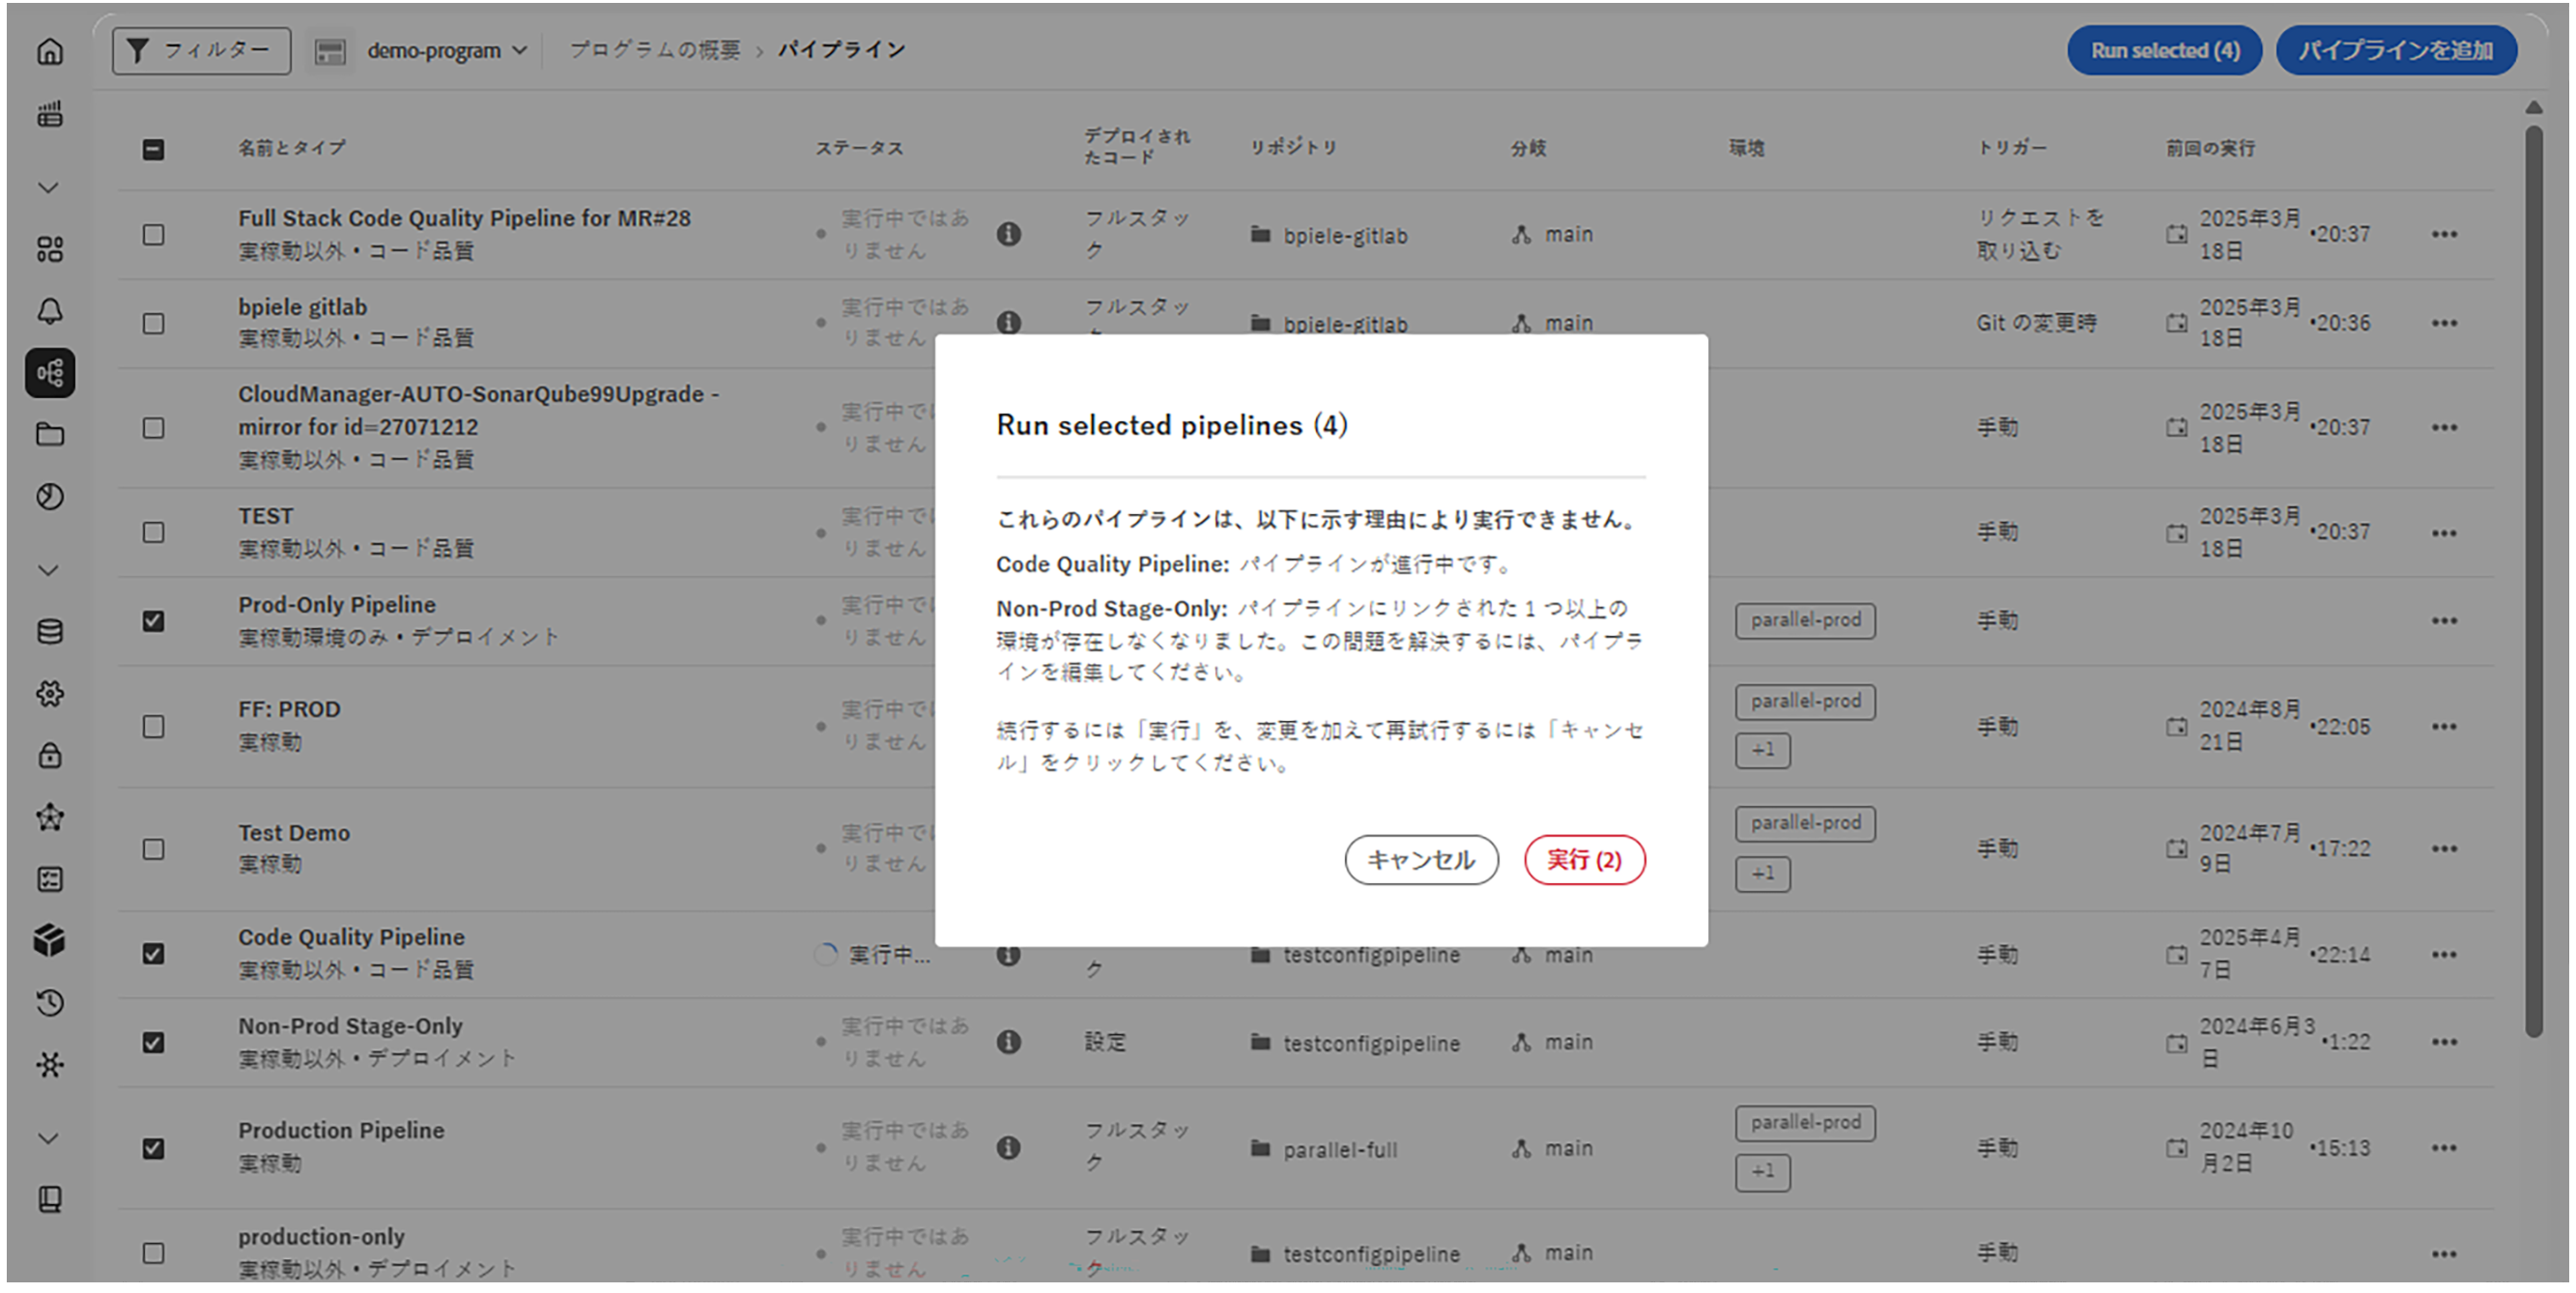 フィルター
demo-program
プログラムの概要 › パイプライン
Run selected (4)
パイプラインを追加
名前とタイプ
ステータス
デプロイされ
たコード
リポジトリ
分岐
環境
トリガー
前回の実行
Full Stack Code Quality Pipeline for MR#28
実稼動以外・コード品質
実行中ではあ
りません
フルスタッ
ク
bpiele-gitlab
main
リクエストを
取り込む
2025年3月
18日
•20:37
bpiele gitlab
実稼動以外・コード品質
実行中ではあ
りません
フルスタッ
bpiele-gitlab
main
Git の変更時
2025年3月
18日
•20:36
CloudManager-AUTO-SonarQube99Upgrade -
mirror for id=27071212
実稼動以外・コード品質
実行中で
りません
手動
2025年3月
18日
•20:37
TEST
実稼動以外・コード品質
実行中で
りません
手動
2025年3月
18日
•20:37
Prod-Only Pipeline
実稼動環境のみ・デプロイメント
実行中で
りません
parallel-prod
手動
FF: PROD
実稼動
実行中で
りません
parallel-prod
+1
手動
2024年8月
21日
•22:05
Test Demo
実稼動
実行中で
りません
parallel-prod
+1
手動
2024年7月
9日
•17:22
Code Quality Pipeline
実稼動以外・コード品質
実行中...
ク
testconfigpipeline
main
手動
2025年4月
7日
•22:14
Non-Prod Stage-Only
実稼動以外・デプロイメント
実行中ではあ
りません
設定
testconfigpipeline
main
手動
2024年6月3
日
•1:22
Production Pipeline
実稼動
実行中ではあ
りません
フルスタッ
ク
parallel-full
main
parallel-prod
+1
手動
2024年10
月2日
•15:13
production-only
実稼動以外・デプロイメント
実行中ではあ
りません
フルスタッ
ク
testconfigpipeline
main
手動
Run selected pipelines (4)
これらのパイプラインは、以下に示す理由により実行できません。
Code Quality Pipeline: パイプラインが進行中です。
Non-Prod Stage-Only: パイプラインにリンクされた 1 つ以上の
環境が存在しなくなりました。この問題を解決するには、パイプラ
インを編集してください。
続行するには「実行」を、変更を加えて再試行するには「キャンセ
ル」をクリックしてください。
キャンセル
実行 (2)